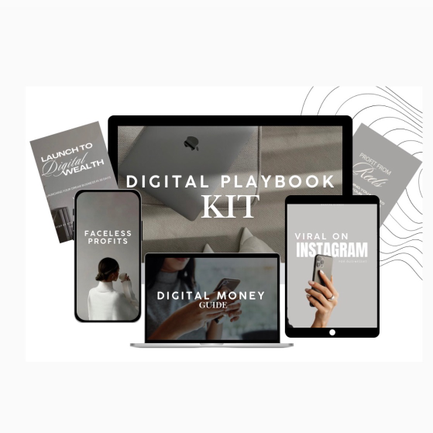 LAUNCH TO
Digital
WEALTH
DIGITAL PLAYBOOK
KIT
PROFIT FROM
Reels
FACELESS
PROFITS
DIGITAL MONEY
GUIDE
VIRAL ON
INSTAGRAM